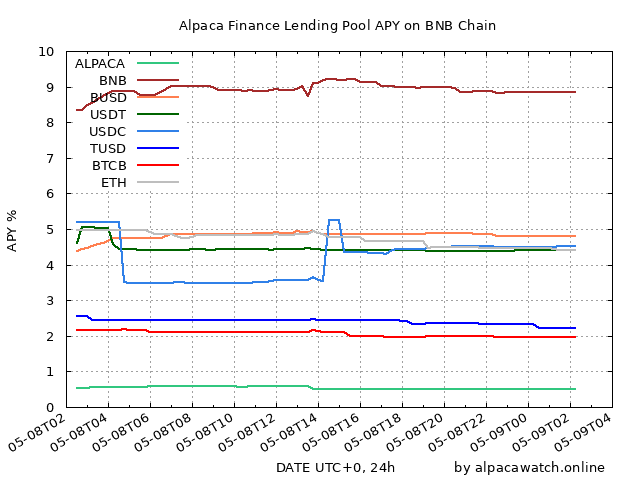 Alpaca Finance Lending Pool APY on BNB Chain
APY %
10
9
8
7
6
5
4
3
2
1
0
ALPACA
BNB
BUSD
USDT
USDC
TUSD
BTCB
ETH
05-08T02
05-08T04
05-08T06
05-08T08
05-08T10
05-08T12
05-08T14
05-08T16
05-08T18
05-08T20
05-08T22
05-09T00
05-09T02
05-09T04
DATE UTC+0, 24h
by alpacawatch.online